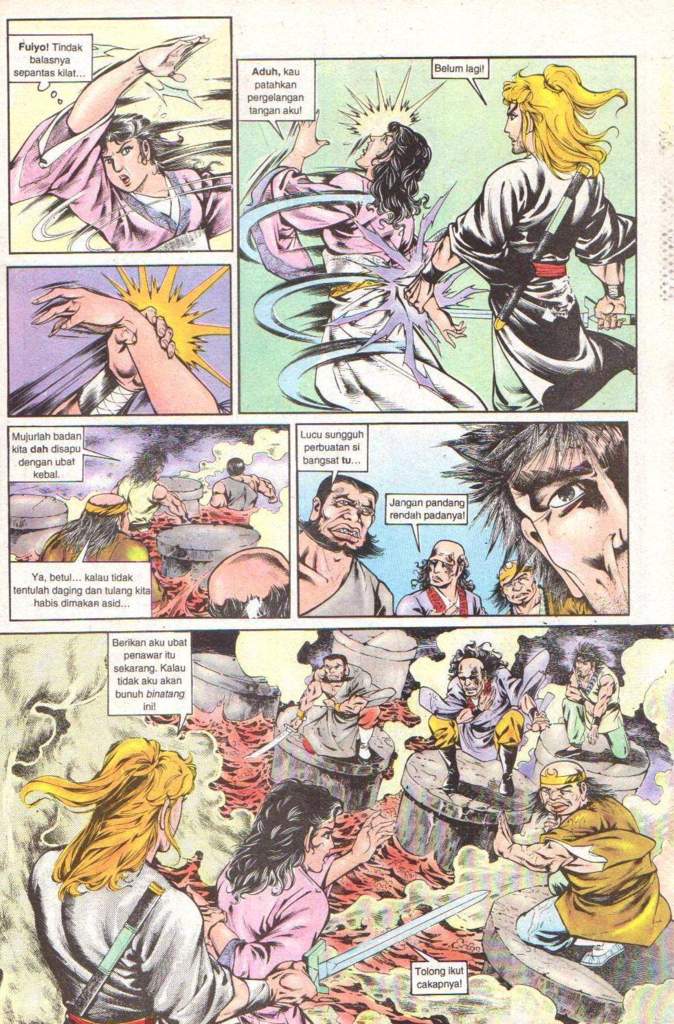 Fuiyo! Tindak
balasnya
sepantas kilat...
Aduh, kau
patahkan
pergelangan
tangan aku!
Belum lagi!
Mujurlah badan
kita dah disapu
dengan ubat
kebal.
Ya, betul... kalau tidak
tentulah daging dan tulang kita
habis dimakan asid...
Lucu sungguh
perbuatan si
bangsat tu...
Jangan pandang
rendah padanya!
Berikan aku ubat
penawar itu
sekarang. Kalau
tidak aku akan
bunuh binatang
ini!
Tolong ikut
cakapnya!